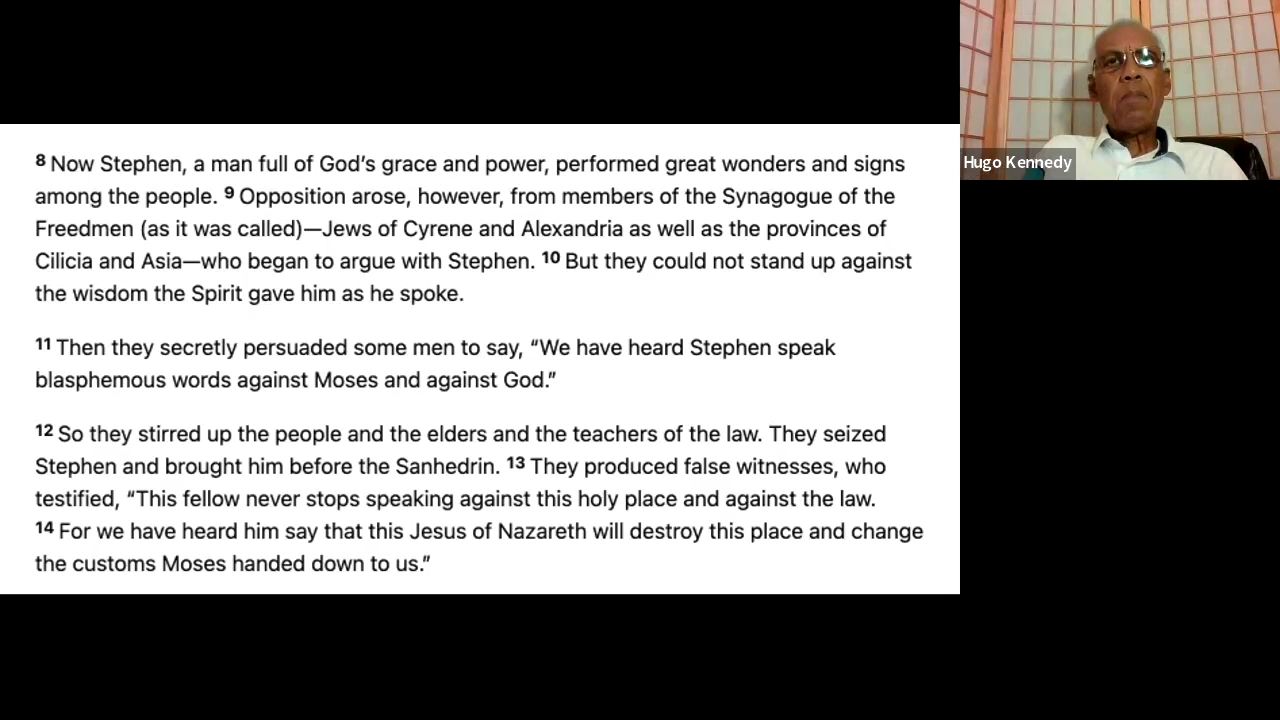 8 Now Stephen, a man full of God’s grace and power, performed great wonders and signs
among the people. 9 Opposition arose, however, from members of the Synagogue of the
Freedmen (as it was called)—Jews of Cyrene and Alexandria as well as the provinces of
Cilicia and Asia—who began to argue with Stephen. 10 But they could not stand up against
the wisdom the Spirit gave him as he spoke.
11 Then they secretly persuaded some men to say, “We have heard Stephen speak
blasphemous words against Moses and against God.”
12 So they stirred up the people and the elders and the teachers of the law. They seized
Stephen and brought him before the Sanhedrin. 13 They produced false witnesses, who
testified, “This fellow never stops speaking against this holy place and against the law.
14 For we have heard him say that this Jesus of Nazareth will destroy this place and change
the customs Moses handed down to us.”
Hugo Kennedy